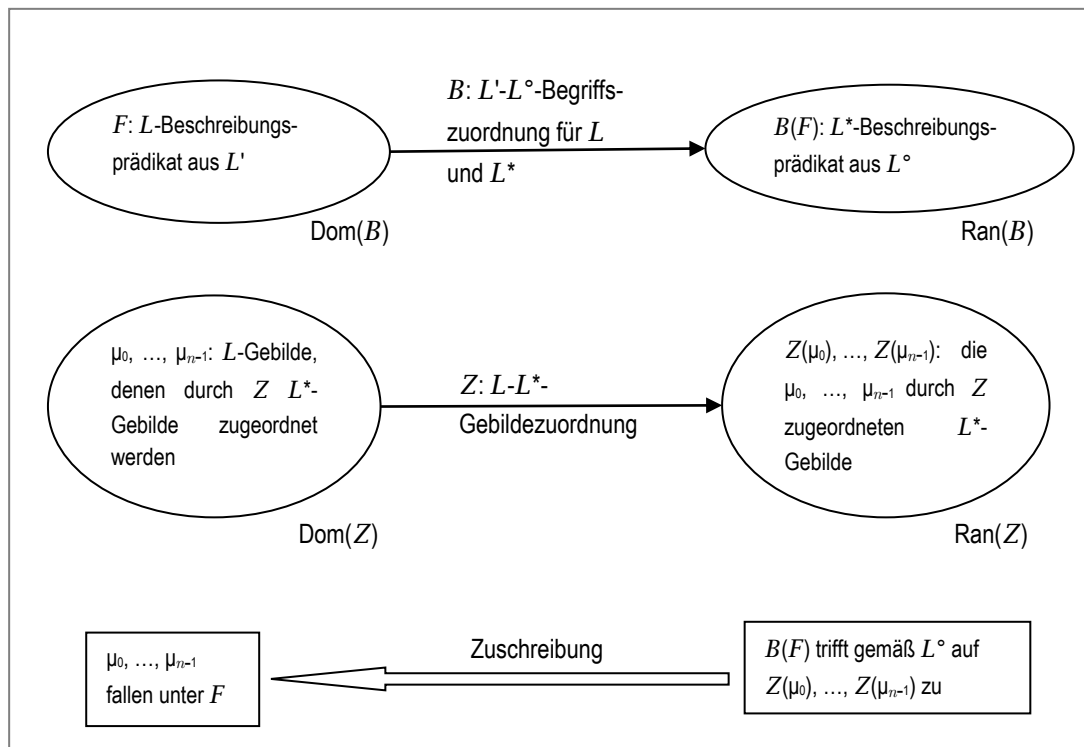 F: L-Beschreibungs-
prädikat aus L'
B: L'-L°-Begriffs-
zuordnung für L
und L*
B(F): L*-Beschreibungs-
prädikat aus L°
Dom(B)
Ran(B)
μ₀, …, μₙ₋₁: L-Gebilde,
denen durch Z L*-
Gebilde zugeordnet
werden
Z: L-L*-
Gebildezuordnung
Z(μ₀), …, Z(μₙ₋₁): die
μ₀, …, μₙ₋₁ durch Z
zugeordneten L*-
Gebilde
Dom(Z)
Ran(Z)
μ₀, …, μₙ₋₁
fallen unter F
Zuschreibung
B(F) trifft gemäß L° auf
Z(μ₀), …, Z(μₙ₋₁) zu